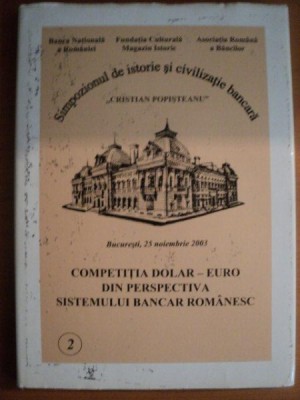 Banca Națională Fundația Culturală Asociația Română
a României Magazin Istoric a Băncilor
Simpozionul de istorie și civilizație bancară
„CRISTIAN POPIȘTEANU”
București, 25 noiembrie 2003
COMPETIȚIA DOLAR – EURO
DIN PERSPECTIVA
SISTEMULUI BANCAR ROMÂNESC
2